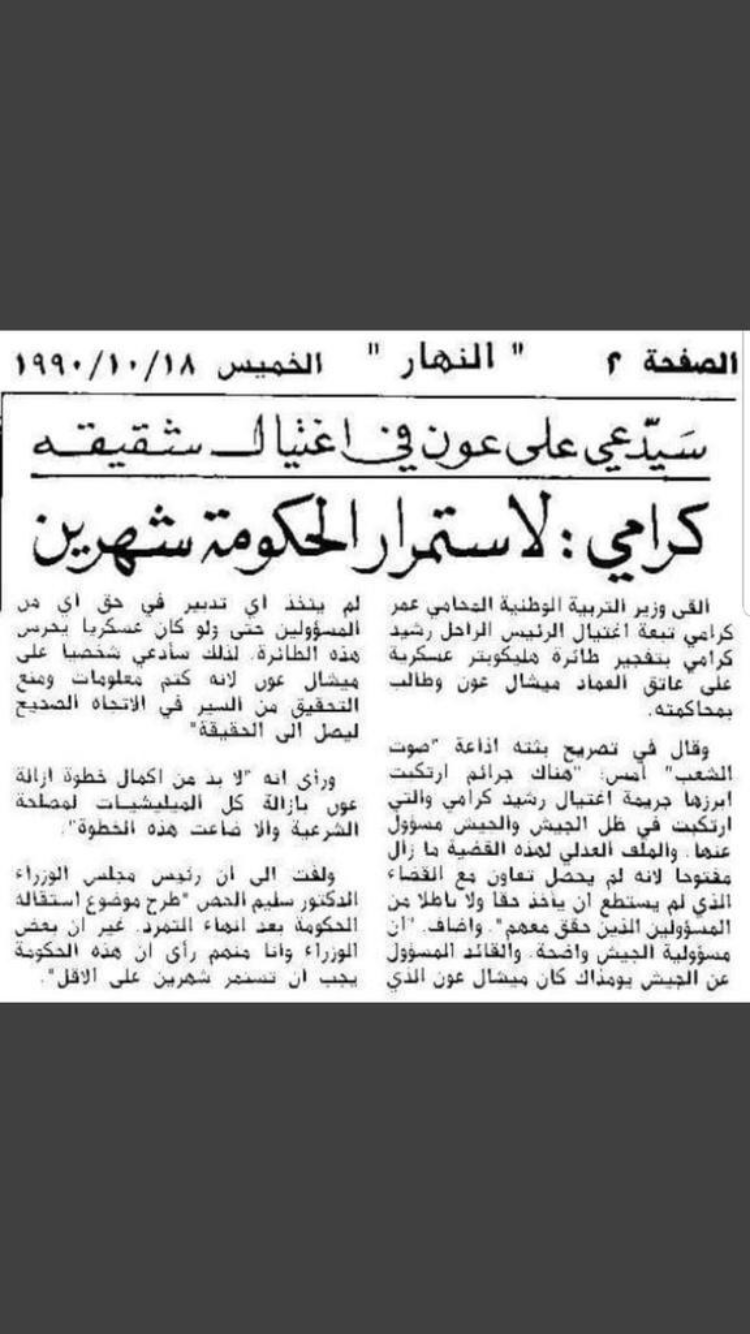 الصفحة ٢ " النهار " الخميس ١٩٩٠/١٠/١٨
سَيدّعي على عون في اغتيال شقيقه
كرامي : لاستمرار الحكومة شهرين
القى وزير التربية الوطنية المحامي عمر
كرامي تبعة اغتيال الرئيس الراحل رشيد
كرامي بتفجير طائرة هليكوبتر عسكرية
على عاتق العماد ميشال عون وطالب
بمحاكمته.
وقال في تصريح بثته اذاعة "صوت
الشعب" امس: "هناك جرائم ارتكبت
ابرزها جريمة اغتيال رشيد كرامي والتي
ارتكبت في ظل الجيش والجيش مسؤول
عنها. والملف العدلي لهذه القضية ما زال
مفتوحا لانه لم يحصل تعاون مع القضاء
الذي لم يستطع ان يأخذ حقا ولا باطلا من
المسؤولين الذين حقق معهم". واضاف: "ان
مسؤولية الجيش واضحة. والقائد المسؤول
عن الجيش يومذاك كان ميشال عون الذي
لم يتخذ اي تدبير في حق اي من
المسؤولين حتى ولو كان عسكريا يحرس
هذه الطائرة. لذلك سأدعي شخصيا على
ميشال عون لانه كتم معلومات ومنع
التحقيق من السير في الاتجاه الصحيح
ليصل الى الحقيقة"
ورأى انه "لا بد من اكمال خطوة ازالة
عون بازالة كل الميليشيات لمصلحة
الشرعية والا ضاعت هذه الخطوة".
ولفت الى ان رئيس مجلس الوزراء
الدكتور سليم الحص "طرح موضوع استقالة
الحكومة بعد انهاء التمرد. غير ان بعض
الوزراء وانا منهم رأى ان هذه الحكومة
يجب ان تستمر شهرين على الاقل".